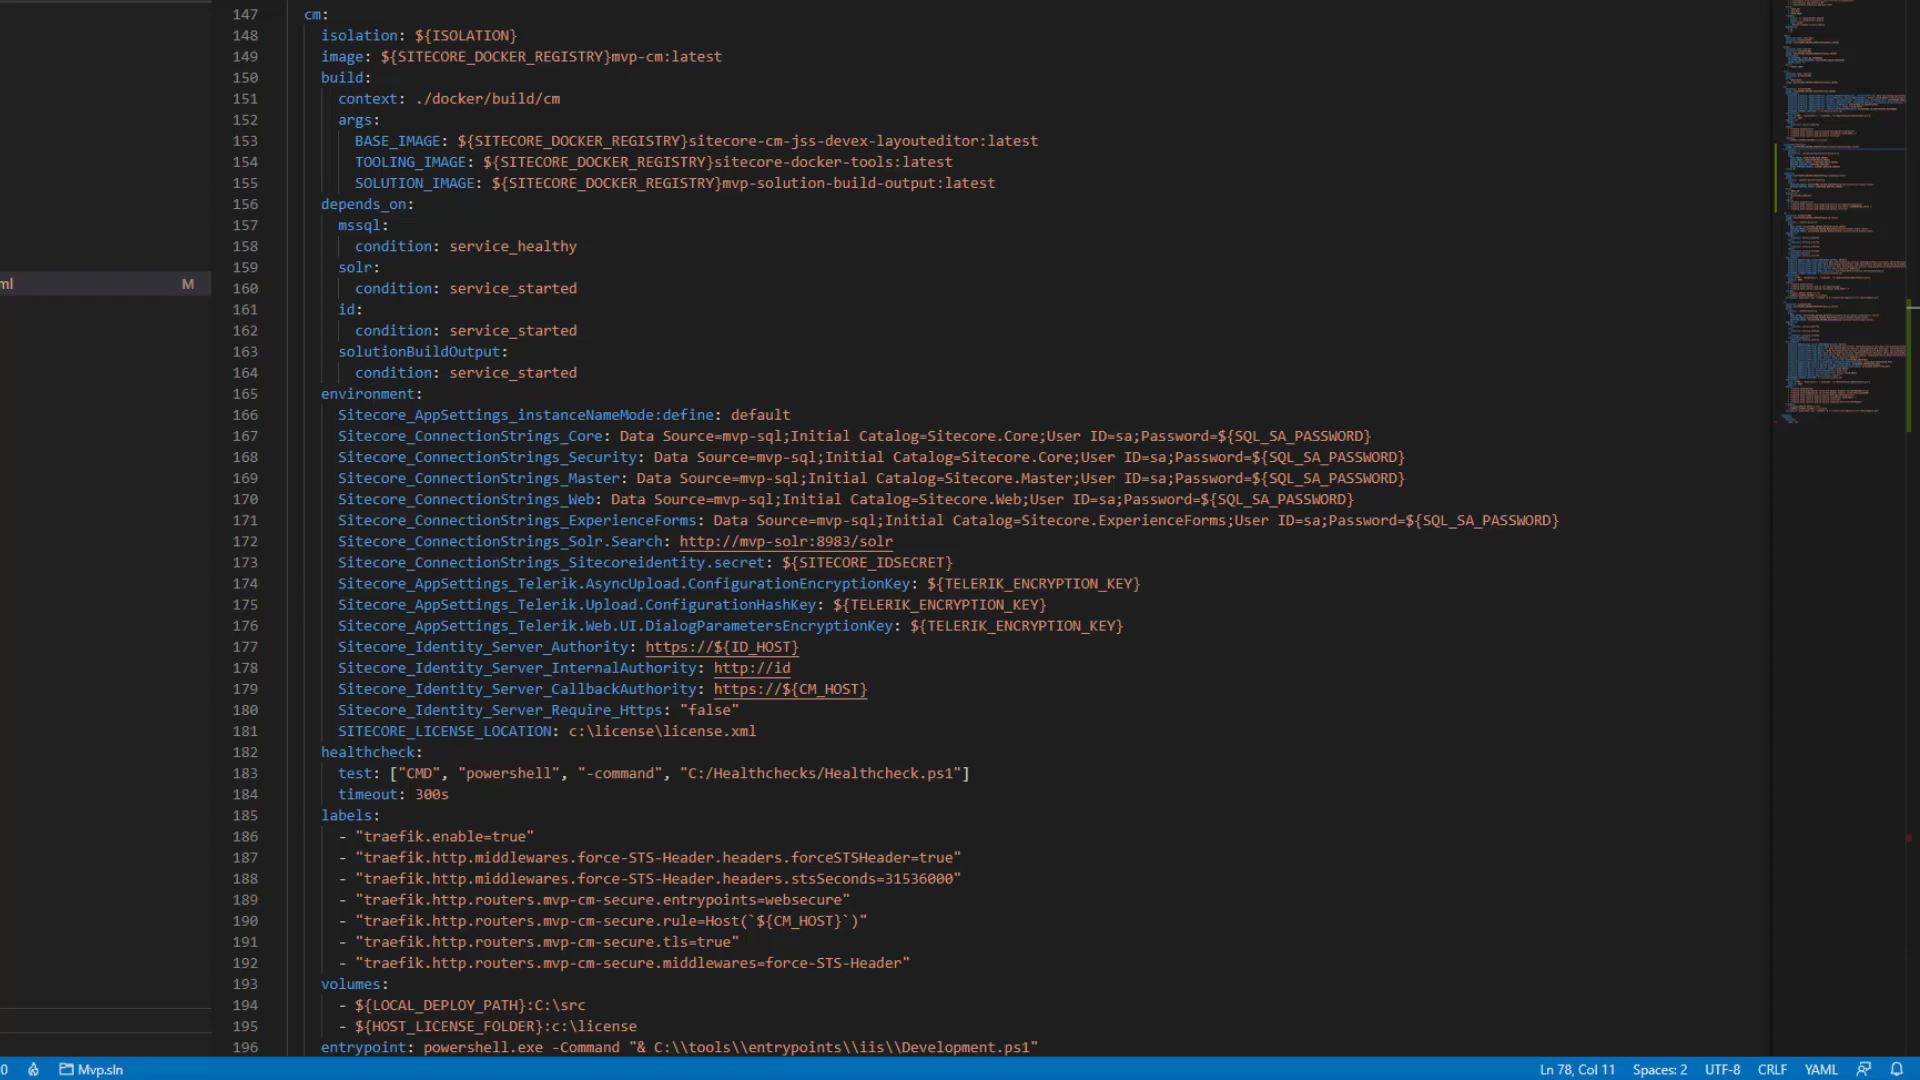 147 cm:
148 isolation: ${ISOLATION}
149 image: ${SITECORE_DOCKER_REGISTRY}mvp-cm:latest
150 build:
151 context: ./docker/build/cm
152 args:
153 BASE_IMAGE: ${SITECORE_DOCKER_REGISTRY}sitecore-cm-jss-devex-layouteditor:latest
154 TOOLING_IMAGE: ${SITECORE_DOCKER_REGISTRY}sitecore-docker-tools:latest
155 SOLUTION_IMAGE: ${SITECORE_DOCKER_REGISTRY}mvp-solution-build-output:latest
156 depends_on:
157 mssql:
158 condition: service_healthy
159 solr:
160 condition: service_started
161 id:
ml M
162 condition: service_started
163 solutionBuildOutput:
164 condition: service_started
165 environment:
166 Sitecore_AppSettings_instanceNameMode:define: default
167 Sitecore_ConnectionStrings_Core: Data Source=mvp-sql;Initial Catalog=Sitecore.Core;User ID=sa;Password=${SQL_SA_PASSWORD}
168 Sitecore_ConnectionStrings_Security: Data Source=mvp-sql;Initial Catalog=Sitecore.Core;User ID=sa;Password=${SQL_SA_PASSWORD}
169 Sitecore_ConnectionStrings_Master: Data Source=mvp-sql;Initial Catalog=Sitecore.Master;User ID=sa;Password=${SQL_SA_PASSWORD}
170 Sitecore_ConnectionStrings_Web: Data Source=mvp-sql;Initial Catalog=Sitecore.Web;User ID=sa;Password=${SQL_SA_PASSWORD}
171 Sitecore_ConnectionStrings_ExperienceForms: Data Source=mvp-sql;Initial Catalog=Sitecore.ExperienceForms;User ID=sa;Password=${SQL_SA_PASSWORD}
172 Sitecore_ConnectionStrings_Solr.Search: http://mvp-solr:8983/solr
173 Sitecore_ConnectionStrings_Sitecoreidentity.secret: ${SITECORE_IDSECRET}
174 Sitecore_AppSettings_Telerik.AsyncUpload.ConfigurationEncryptionKey: ${TELERIK_ENCRYPTION_KEY}
175 Sitecore_AppSettings_Telerik.Upload.ConfigurationHashKey: ${TELERIK_ENCRYPTION_KEY}
176 Sitecore_AppSettings_Telerik.Web.UI.DialogParametersEncryptionKey: ${TELERIK_ENCRYPTION_KEY}
177 Sitecore_Identity_Server_Authority: https://${ID_HOST}
178 Sitecore_Identity_Server_InternalAuthority: http://id
179 Sitecore_Identity_Server_CallbackAuthority: https://${CM_HOST}
180 Sitecore_Identity_Server_Require_Https: "false"
181 SITECORE_LICENSE_LOCATION: c:\license\license.xml
182 healthcheck:
183 test: ["CMD", "powershell", "-command", "C:/Healthchecks/Healthcheck.ps1"]
184 timeout: 300s
185 labels:
186 - "traefik.enable=true"
187 - "traefik.http.middlewares.force-STS-Header.headers.forceSTSHeader=true"
188 - "traefik.http.middlewares.force-STS-Header.headers.stsSeconds=31536000"
189 - "traefik.http.routers.mvp-cm-secure.entrypoints=websecure"
190 - "traefik.http.routers.mvp-cm-secure.rule=Host(`${CM_HOST}`)"
191 - "traefik.http.routers.mvp-cm-secure.tls=true"
192 - "traefik.http.routers.mvp-cm-secure.middlewares=force-STS-Header"
193 volumes:
194 - ${LOCAL_DEPLOY_PATH}:C:\src
195 - ${HOST_LICENSE_FOLDER}:c:\license
196 entrypoint: powershell.exe -Command "& C:\\tools\\entrypoints\\iis\\Development.ps1"
0 Mvp.sln Ln 78, Col 11 Spaces: 2 UTF-8 CRLF YAML